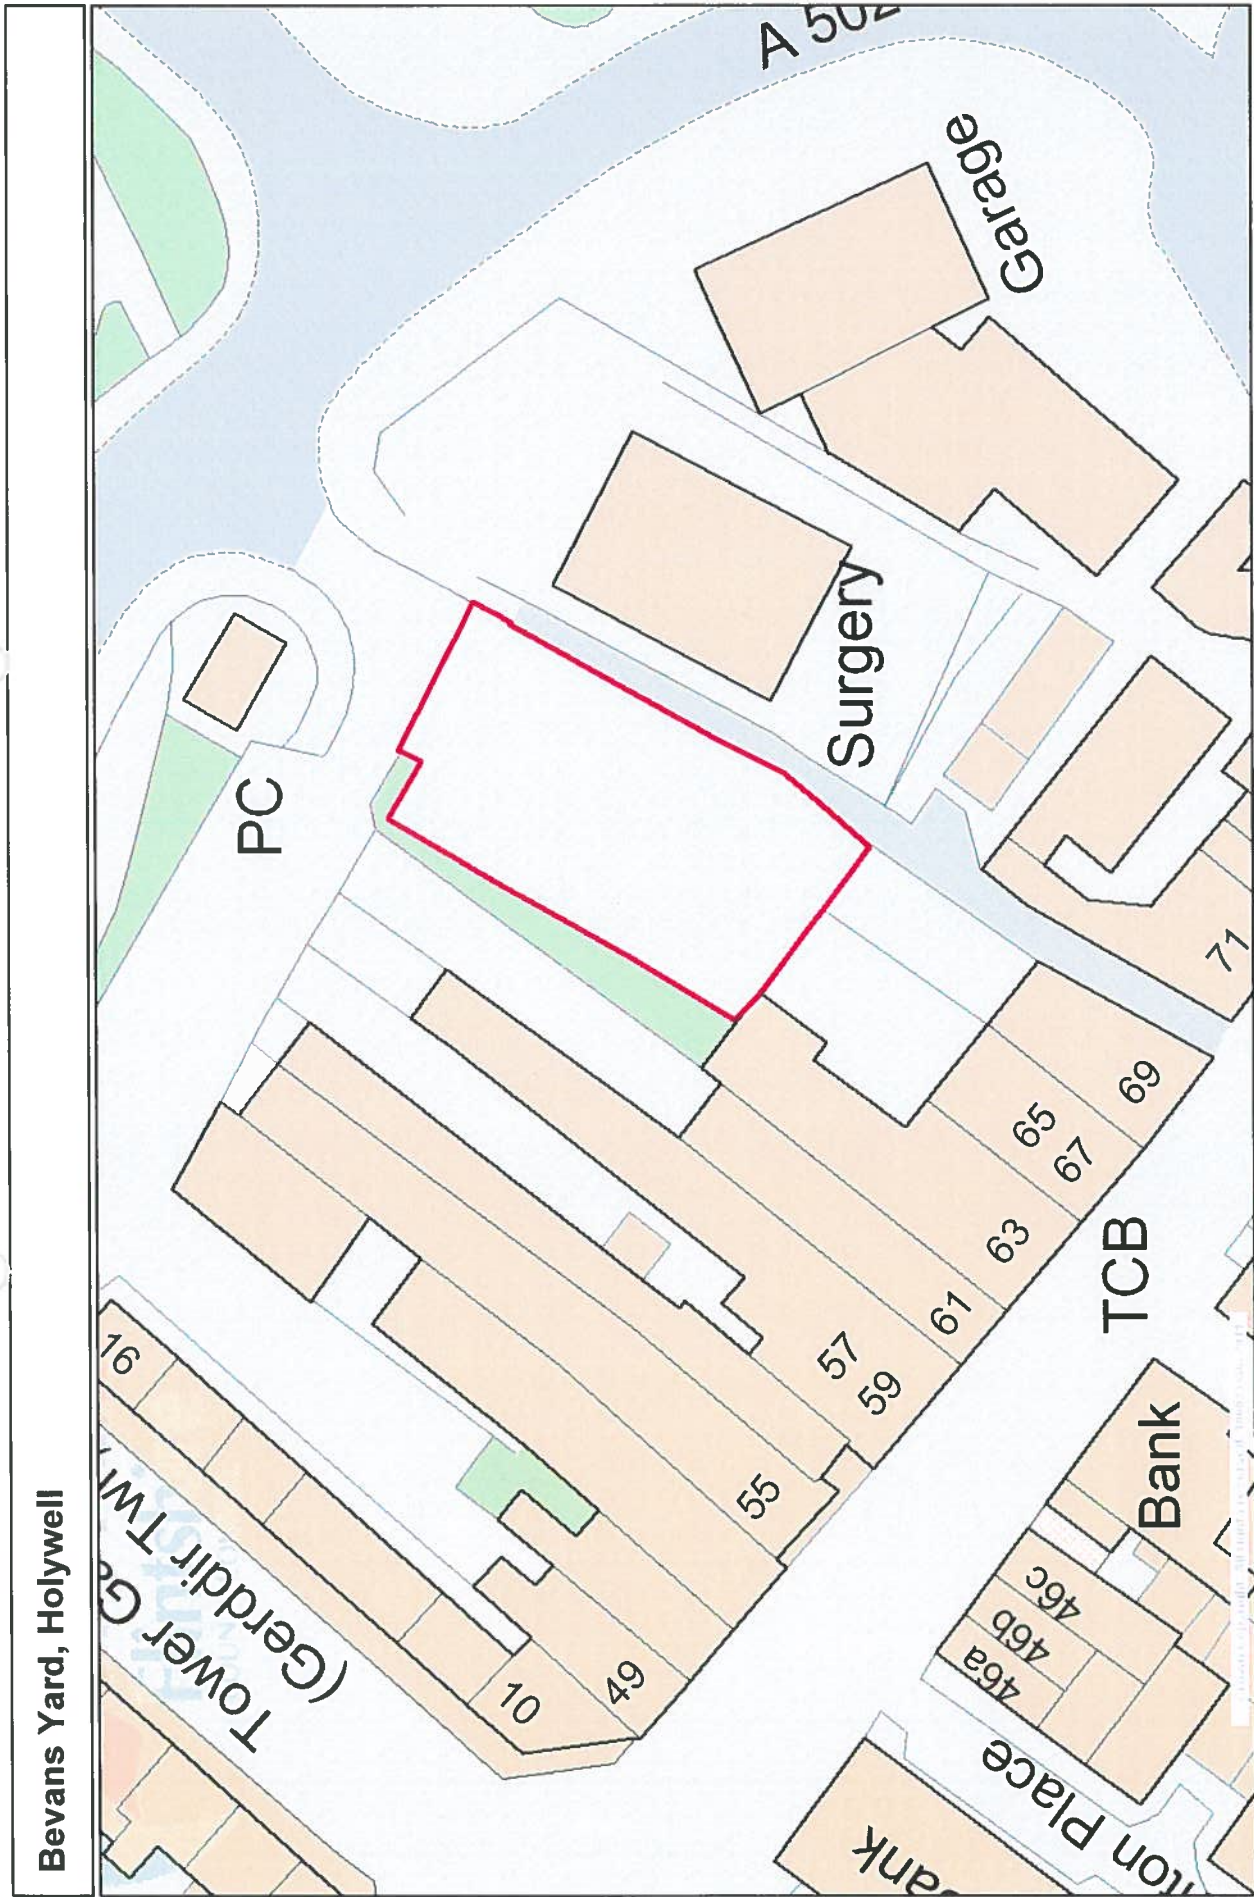 Bevans Yard, Holywell
A 502
Garage
Surgery
PC
71
69
67
65
63
61
59
57
55
49
10
16
TCB
Bank
46c
46b
46a
Tower Ga
(Gerddi'r Twr
ton Place
ank